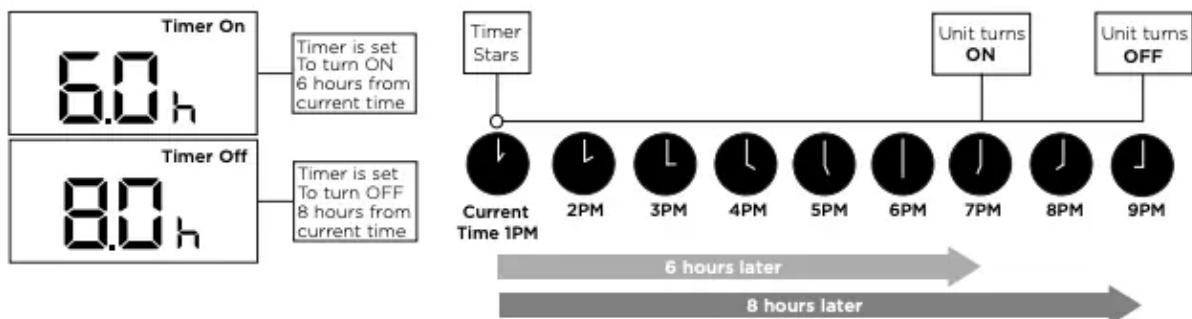 Timer On
6.0 h
Timer is set
To turn ON
6 hours from
current time
Timer Off
8.0 h
Timer is set
To turn OFF
8 hours from
current time
Timer
Stars
Unit turns
ON
Unit turns
OFF
Current
Time 1PM
2PM
3PM
4PM
5PM
6PM
7PM
8PM
9PM
6 hours later
8 hours later